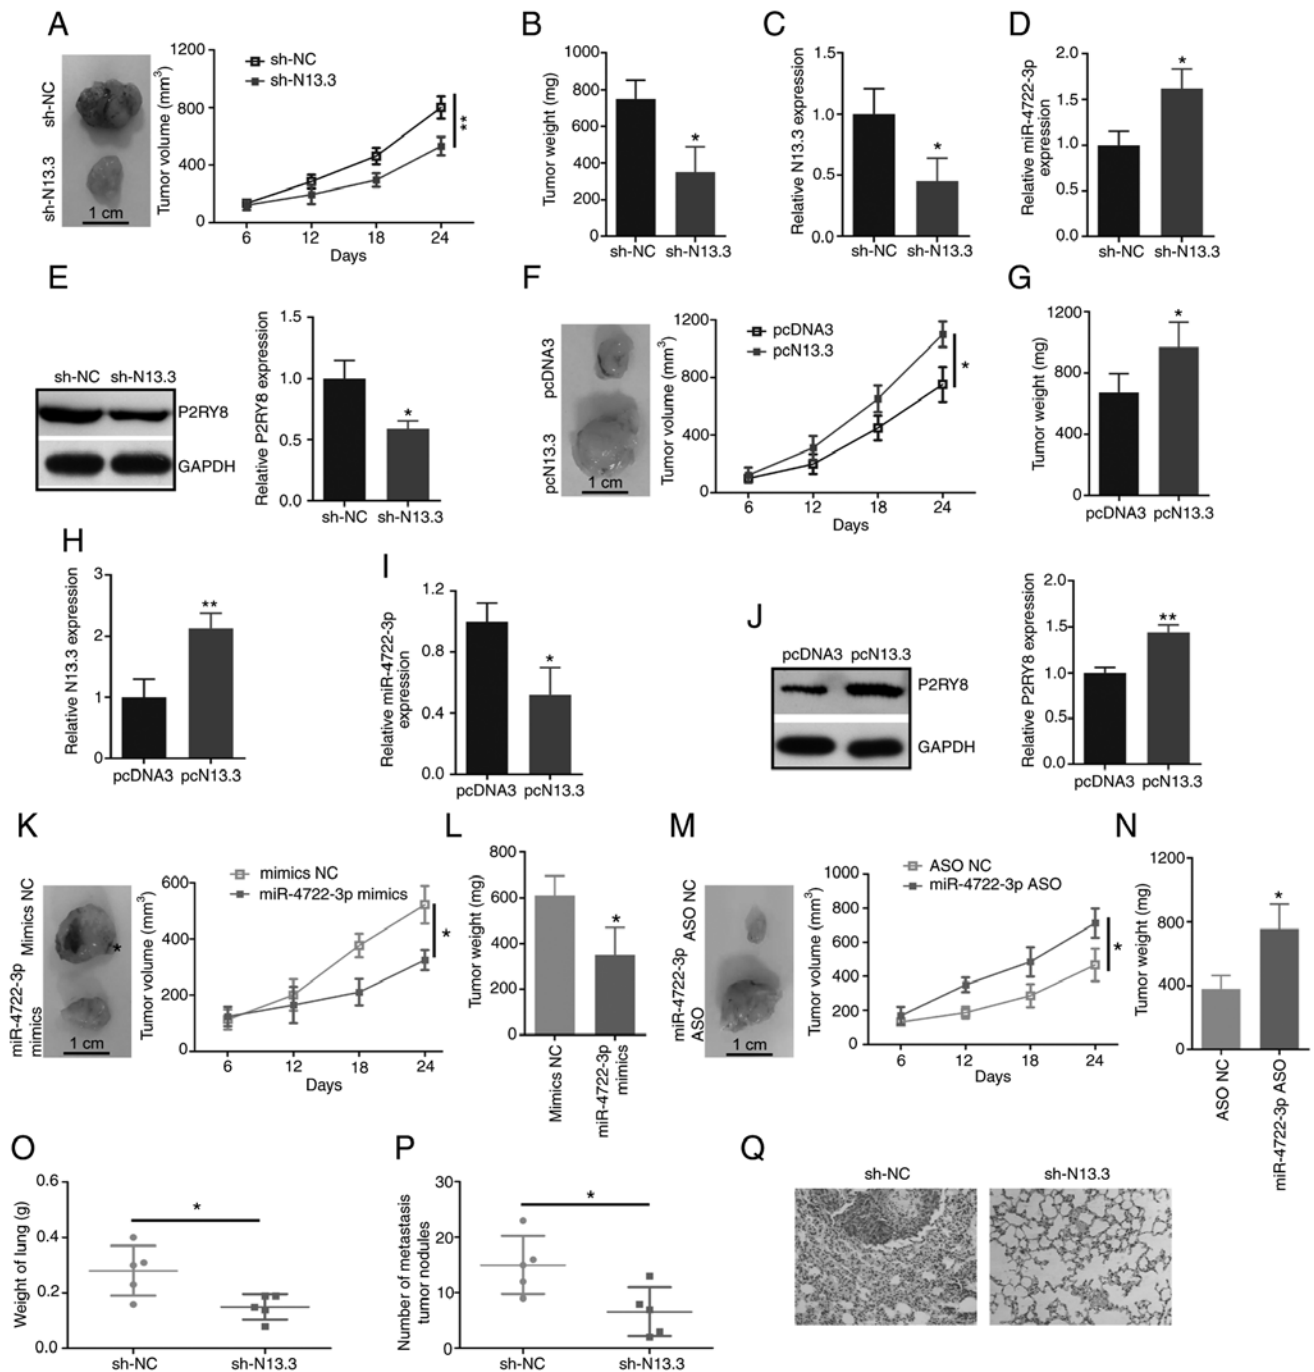 A
sh-NC
sh-N13.3
1 cm
Tumor volume (mm³)
1200
800
400
0
sh-NC
sh-N13.3
**
6 12 18 24
Days
B
Tumor weight (mg)
1000
800
600
400
200
0
*
sh-NC sh-N13.3
C
Relative N13.3 expression
1.5
1.0
0.5
0.0
*
sh-NC sh-N13.3
D
Relative miR-4722-3p
expression
2.0
1.5
1.0
0.5
0.0
*
sh-NC sh-N13.3
E
sh-NC sh-N13.3
P2RY8
GAPDH
Relative P2RY8 expression
1.5
1.0
0.5
0.0
*
sh-NC sh-N13.3
F
pcDNA3
pcN13.3
1 cm
Tumor volume (mm³)
1200
800
400
0
pcDNA3
pcN13.3
*
6 12 18 24
Days
G
Tumor weight (mg)
1200
800
400
0
*
pcDNA3 pcN13.3
H
Relative N13.3 expression
3
2
1
0
**
pcDNA3 pcN13.3
I
Relative miR-4722-3p
expression
1.2
0.8
0.4
0.0
*
pcDNA3 pcN13.3
J
pcDNA3 pcN13.3
P2RY8
GAPDH
Relative P2RY8 expression
2.0
1.5
1.0
0.5
0.0
**
pcDNA3 pcN13.3
K
Mimics NC
miR-4722-3p
mimics
*
1 cm
Tumor volume (mm³)
600
400
200
0
mimics NC
miR-4722-3p mimics
*
6 12 18 24
Days
L
Tumor weight (mg)
800
600
400
200
0
*
Mimics NC
miR-4722-3p
mimics
M
ASO NC
miR-4722-3p
ASO
1 cm
Tumor volume (mm³)
1000
800
600
400
200
0
ASO NC
miR-4722-3p ASO
*
6 12 18 24
Days
N
Tumor weight (mg)
1200
800
400
0
*
ASO NC
miR-4722-3p ASO
O
Weight of lung (g)
0.6
0.4
0.2
0.0
*
sh-NC sh-N13.3
P
Number of metastasis
tumor nodules
30
20
10
0
*
sh-NC sh-N13.3
Q
sh-NC sh-N13.3